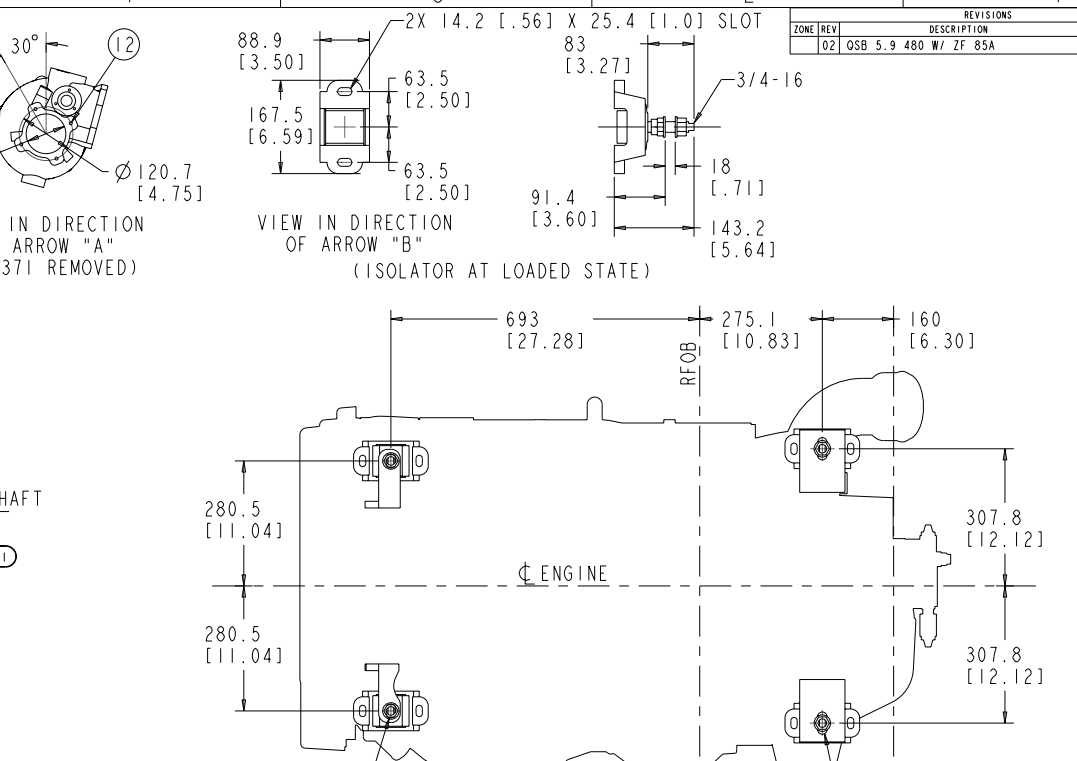 REVISIONS
ZONE REV DESCRIPTION
02 QSB 5.9 480 W/ ZF 85A
30°
12
Ø 120.7
[4.75]
IN DIRECTION
ARROW "A"
371 REMOVED)
2X 14.2 [.56] X 25.4 [1.0] SLOT
88.9
[3.50]
167.5
[6.59]
63.5
[2.50]
63.5
[2.50]
VIEW IN DIRECTION
OF ARROW "B"
83
[3.27]
3/4-16
18
[.71]
91.4
[3.60]
143.2
[5.64]
(ISOLATOR AT LOADED STATE)
693
[27.28]
275.1
[10.83]
160
[6.30]
RFOB
HAFT
280.5
[11.04]
307.8
[12.12]
℄ ENGINE
280.5
[11.04]
307.8
[12.12]